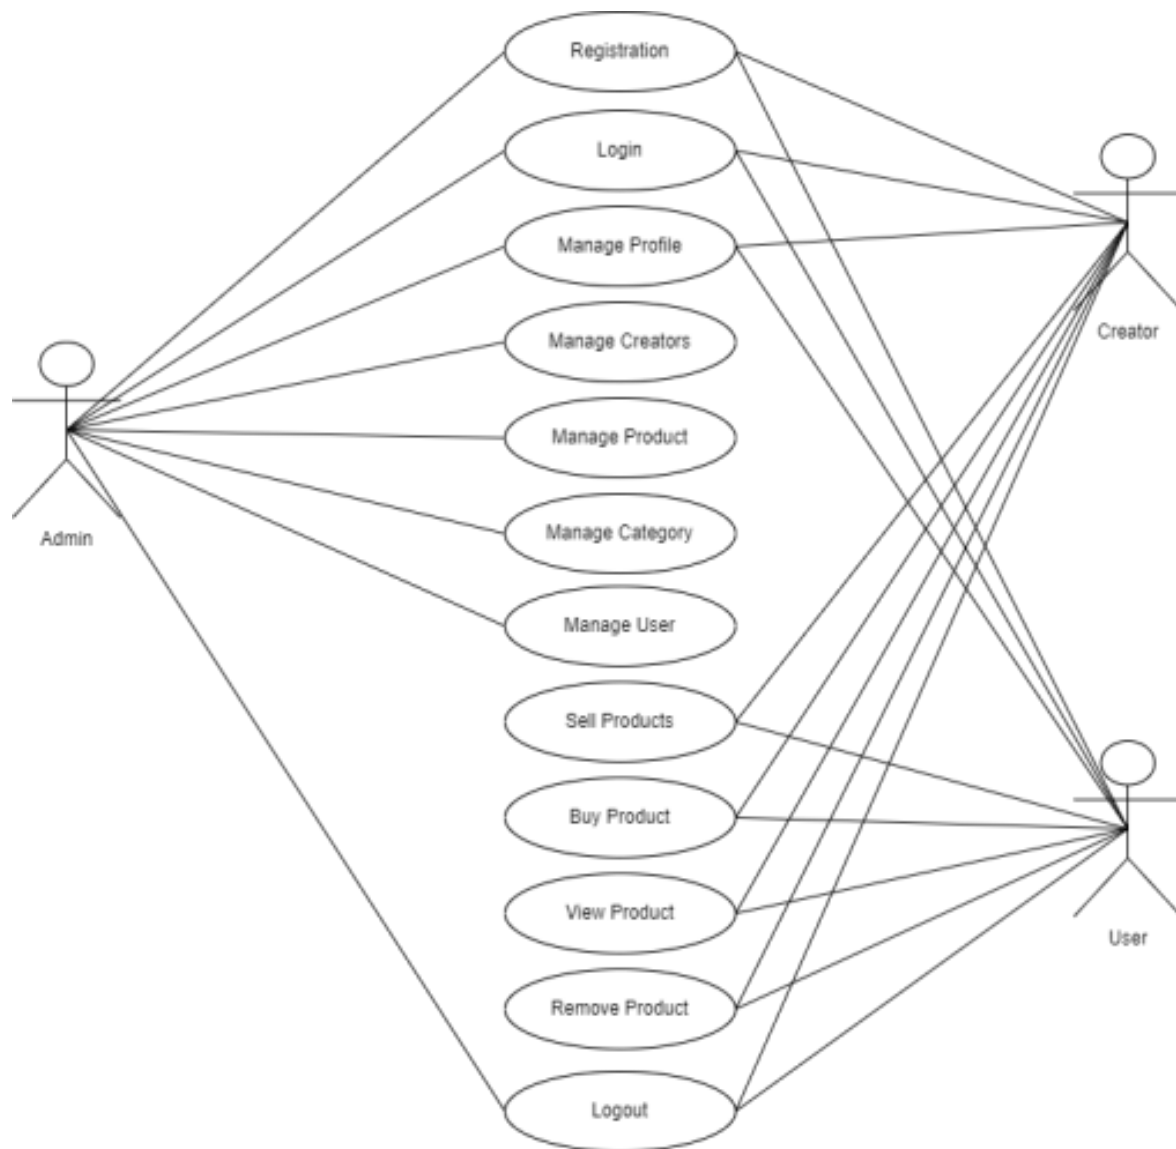 Registration
Login
Manage Profile
Manage Creators
Manage Product
Manage Category
Manage User
Sell Products
Buy Product
View Product
Remove Product
Logout
Admin
Creator
User